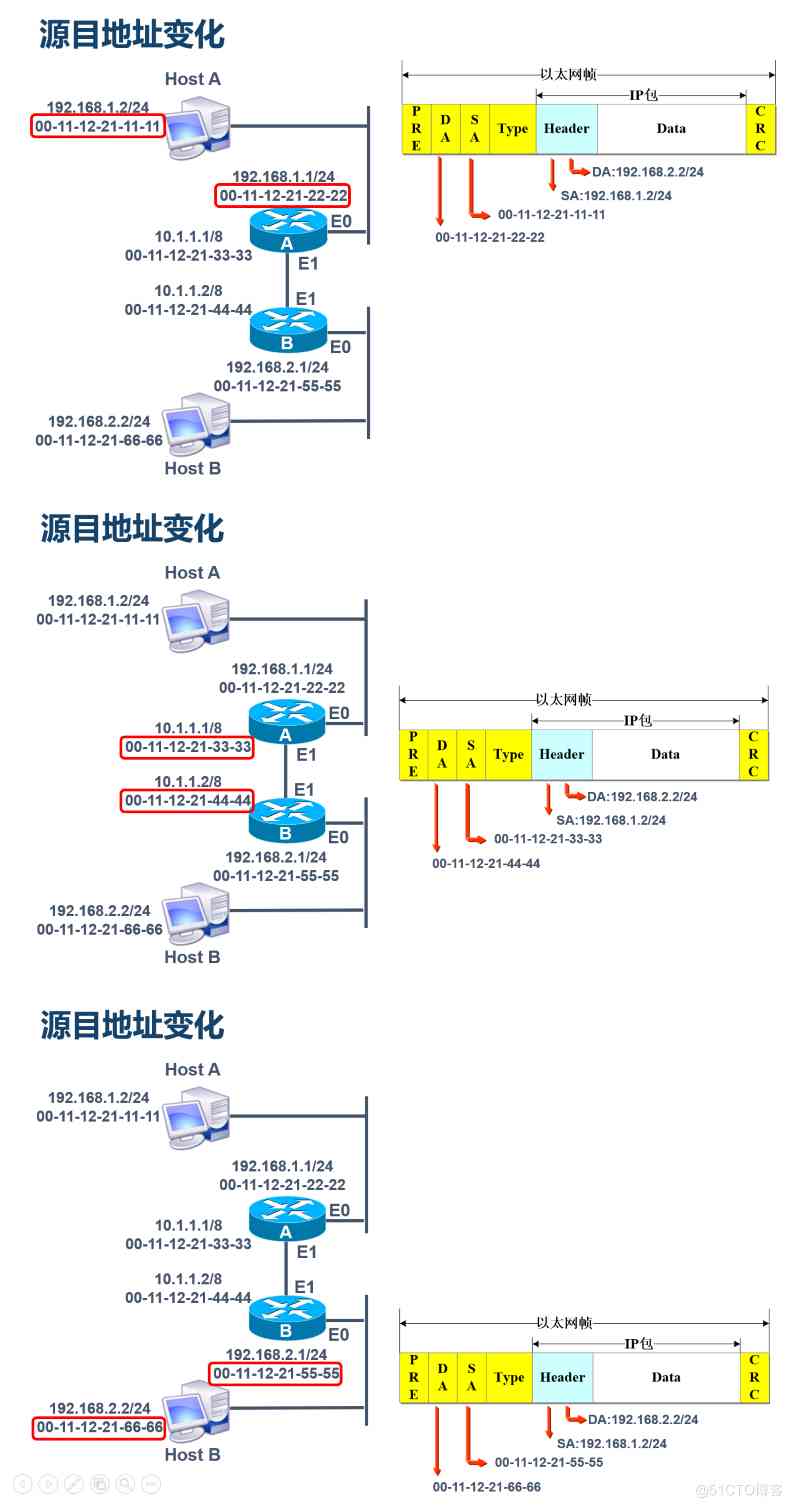 源目地址变化
Host A
192.168.1.2/24
00-11-12-21-11-11
192.168.1.1/24
00-11-12-21-22-22
E0
A
10.1.1.1/8
00-11-12-21-33-33
E1
10.1.1.2/8
00-11-12-21-44-44
E1
B
E0
192.168.2.1/24
00-11-12-21-55-55
192.168.2.2/24
00-11-12-21-66-66
Host B
以太网帧
IP包
PRE
DA
SA
Type
Header
Data
CRC
DA:192.168.2.2/24
SA:192.168.1.2/24
00-11-12-21-11-11
00-11-12-21-22-22
源目地址变化
Host A
192.168.1.2/24
00-11-12-21-11-11
192.168.1.1/24
00-11-12-21-22-22
E0
A
10.1.1.1/8
00-11-12-21-33-33
E1
10.1.1.2/8
00-11-12-21-44-44
E1
B
E0
192.168.2.1/24
00-11-12-21-55-55
192.168.2.2/24
00-11-12-21-66-66
Host B
以太网帧
IP包
PRE
DA
SA
Type
Header
Data
CRC
DA:192.168.2.2/24
SA:192.168.1.2/24
00-11-12-21-33-33
00-11-12-21-44-44
源目地址变化
Host A
192.168.1.2/24
00-11-12-21-11-11
192.168.1.1/24
00-11-12-21-22-22
E0
A
10.1.1.1/8
00-11-12-21-33-33
E1
10.1.1.2/8
00-11-12-21-44-44
E1
B
E0
192.168.2.1/24
00-11-12-21-55-55
192.168.2.2/24
00-11-12-21-66-66
Host B
以太网帧
IP包
PRE
DA
SA
Type
Header
Data
CRC
DA:192.168.2.2/24
SA:192.168.1.2/24
00-11-12-21-55-55
00-11-12-21-66-66
@51CTO博客